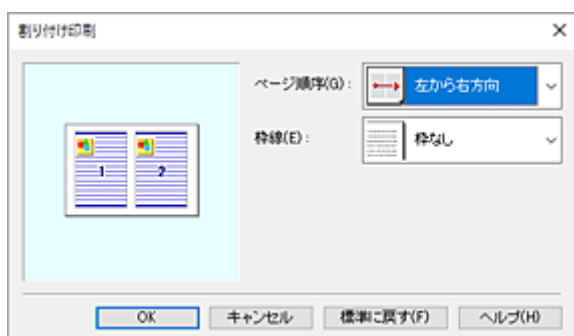 割り付け印刷
ページ順序(G):
左から右方向
枠線(E):
枠なし
1 2
OK キャンセル 標準に戻す(F) ヘルプ(H)